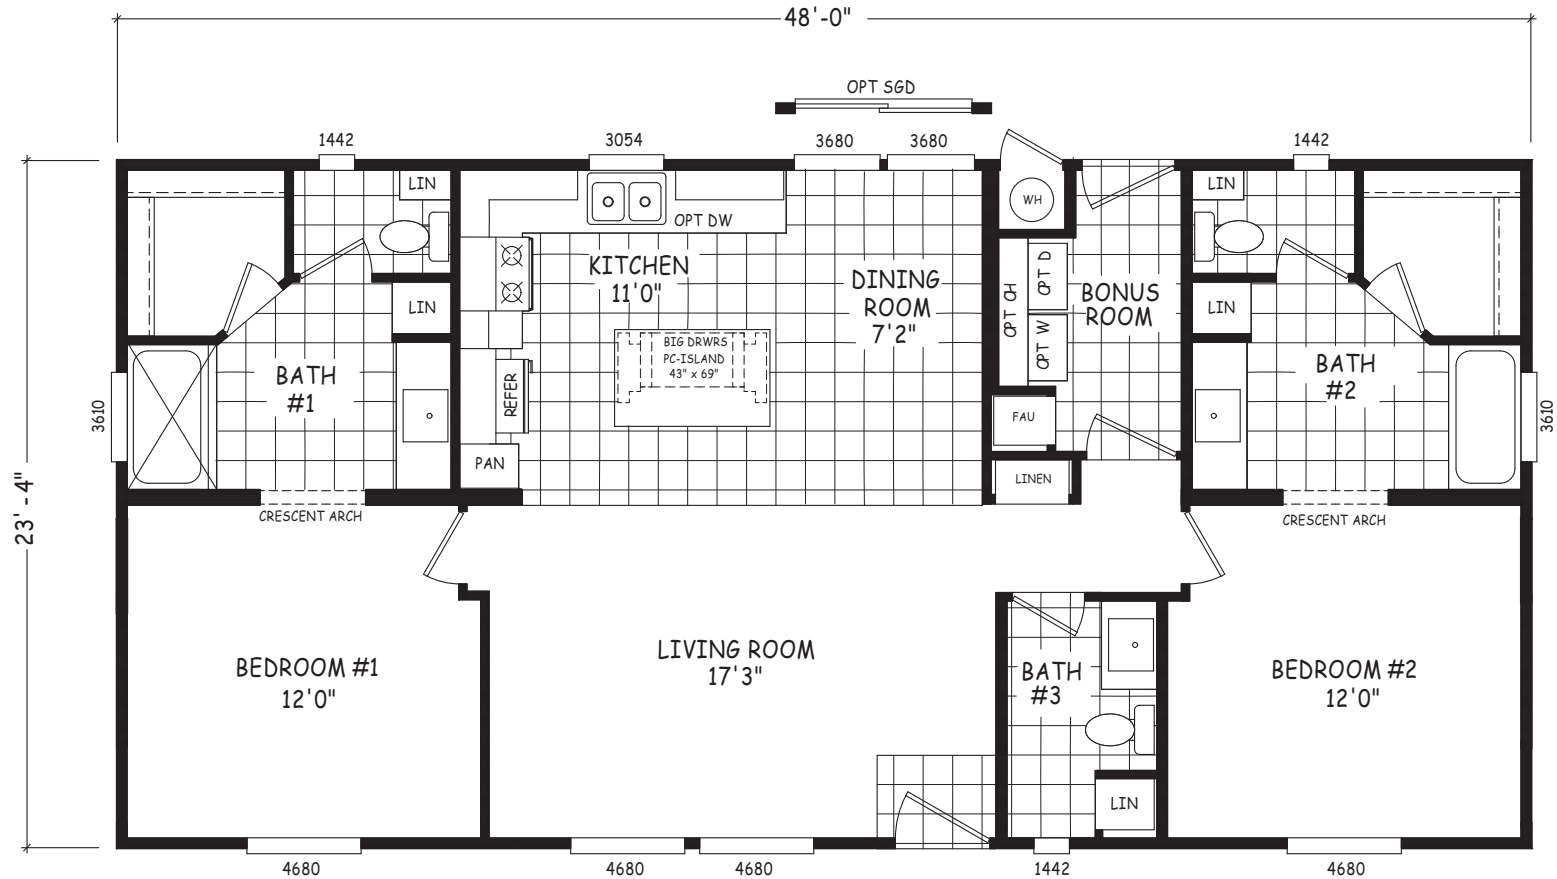 48'-0"
OPT SGD
1442
3054
3680
3680
1442
LIN
LIN
WH
OPT DW
KITCHEN
11'0"
DINING
ROOM
7'2"
OPT CH
OPT D
OPT W
BONUS
ROOM
LIN
LIN
BIG DRWRS
PC-ISLAND
43" x 69"
BATH
#1
BATH
#2
REFER
3610
3610
FAU
PAN
LINEN
23' - 4"
CRESCENT ARCH
CRESCENT ARCH
LIVING ROOM
17'3"
BEDROOM #1
12'0"
BATH
#3
BEDROOM #2
12'0"
LIN
4680
4680
4680
1442
4680